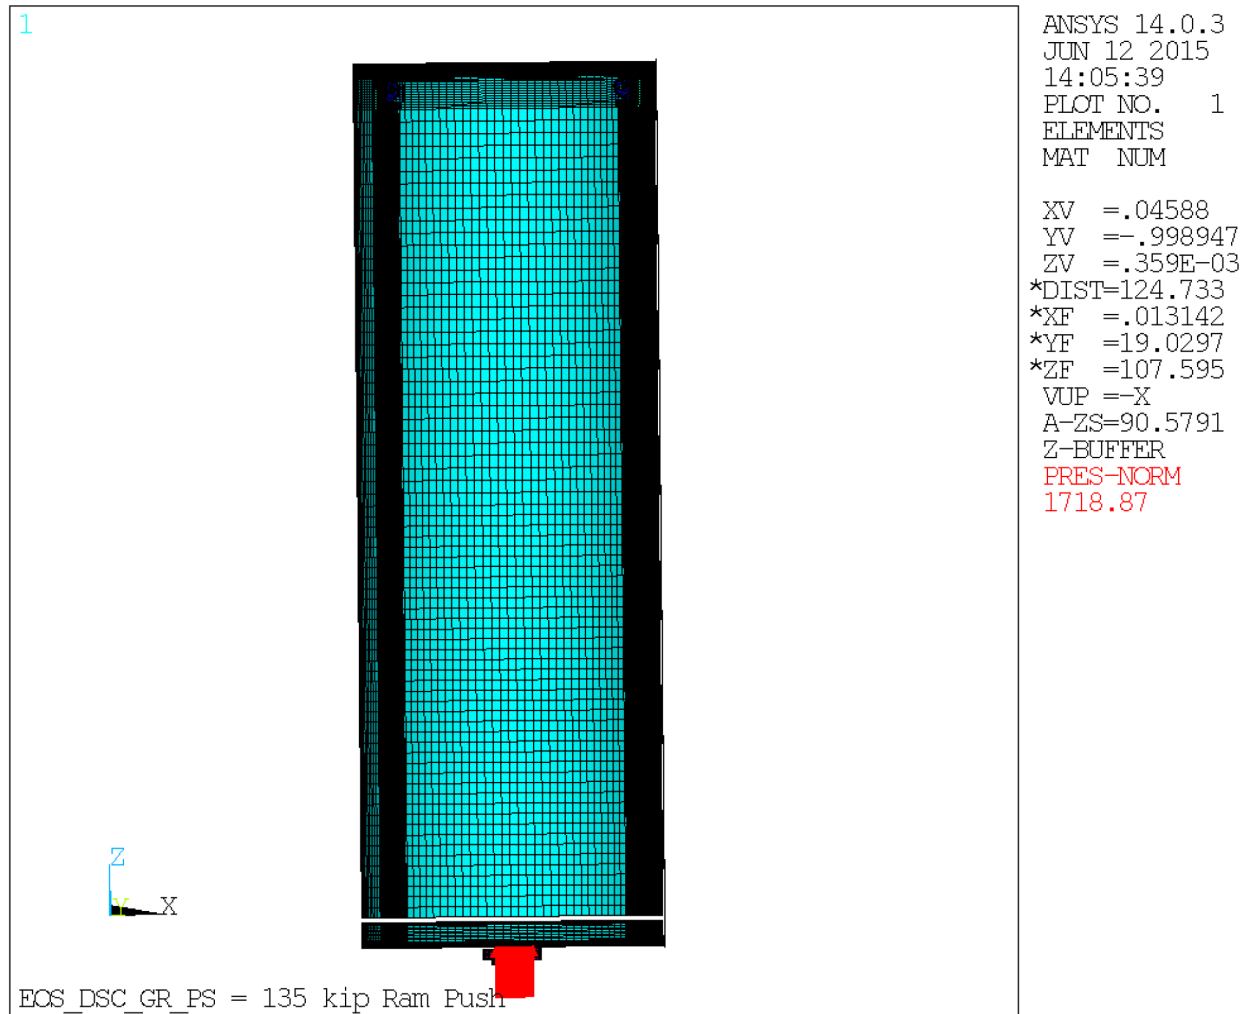 1
ANSYS 14.0.3
JUN 12 2015
14:05:39
PLOT NO. 1
ELEMENTS
MAT NUM
XV =.04588
YV =-.998947
ZV =.359E-03
*DIST=124.733
*XF =.013142
*YF =19.0297
*ZF =107.595
VUP =-X
A-ZS=90.5791
Z-BUFFER
PRES-NORM
1718.87
Z
Y X
EOS_DSC_GR_PS = 135 kip Ram Push